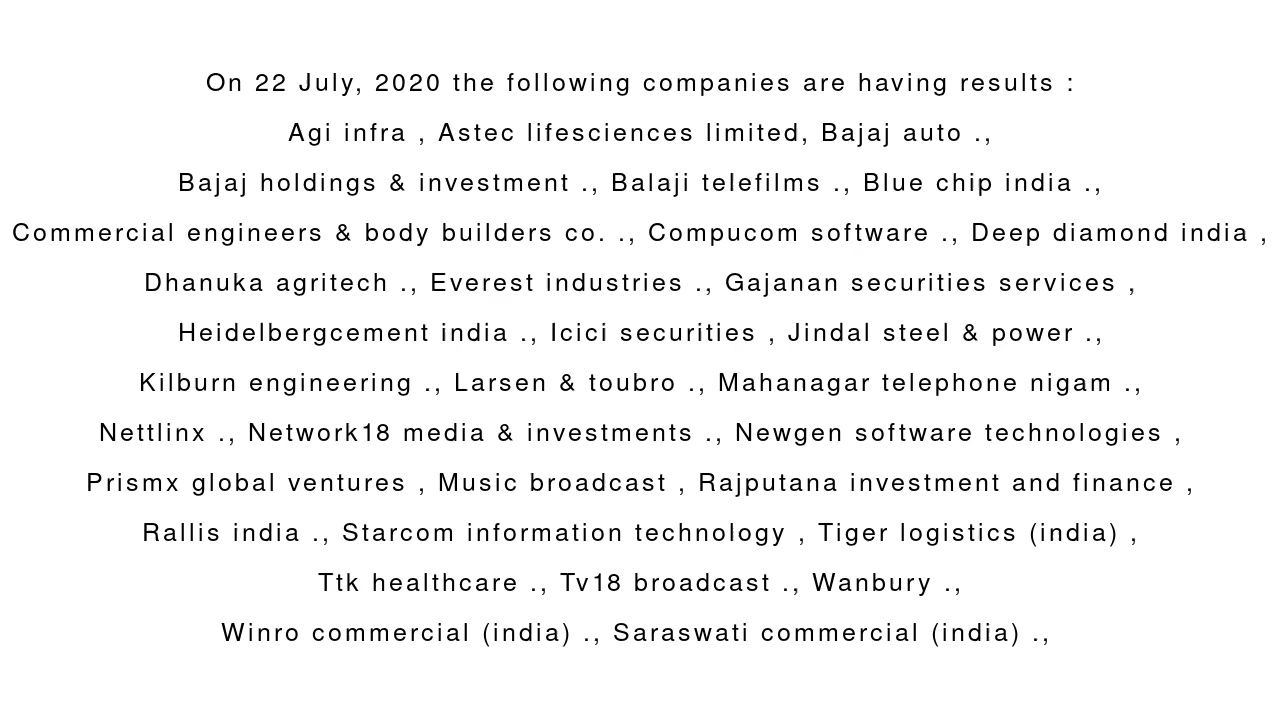 On 22 July, 2020 the following companies are having results :
Agi infra , Astec lifesciences limited, Bajaj auto .,
Bajaj holdings & investment ., Balaji telefilms ., Blue chip india .,
Commercial engineers & body builders co. ., Compucom software ., Deep diamond india ,
Dhanuka agritech ., Everest industries ., Gajanan securities services ,
Heidelbergcement india ., Icici securities , Jindal steel & power .,
Kilburn engineering ., Larsen & toubro ., Mahanagar telephone nigam .,
Nettlinx ., Network18 media & investments ., Newgen software technologies ,
Prismx global ventures , Music broadcast , Rajputana investment and finance ,
Rallis india ., Starcom information technology , Tiger logistics (india) ,
Ttk healthcare ., Tv18 broadcast ., Wanbury .,
Winro commercial (india) ., Saraswati commercial (india) .,